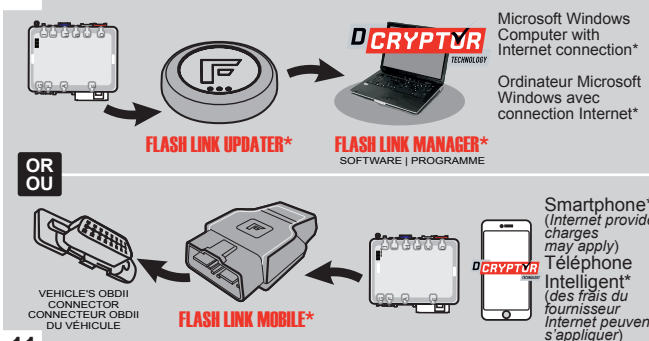 DCRYPTOR
TECHNOLOGY
Microsoft Windows
Computer with
Internet connection*
Ordinateur Microsoft
Windows avec
connection Internet*
FLASH LINK UPDATER*
FLASH LINK MANAGER*
SOFTWARE | PROGRAMME
OR
OU
VEHICLE'S OBDII
CONNECTOR
CONNECTEUR OBDII
DU VÉHICULE
FLASH LINK MOBILE*
DCRYPTOR
TECHNOLOGY
Smartphone*
(Internet provide
charges
may apply)
Téléphone
Intelligent*
(des frais du
fournisseur
Internet peuven
s'appliquer)